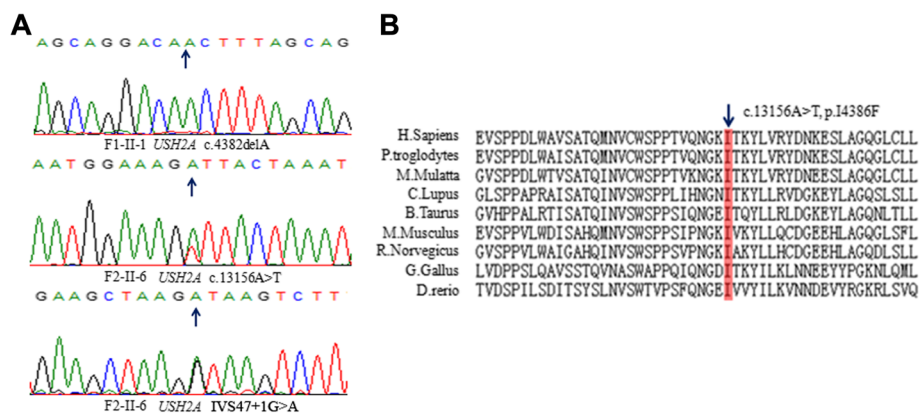 A
AGCAGGACAACTTTAGCAG
F1-II-1 USH2A c.4382delA
AATGGAAAGATTACTAAAT
F2-II-6 USH2A c.13156A>T
GAAGCTAAGATAAGTCTT
F2-II-6 USH2A IVS47+1G>A
B
c.13156A>T, p.I4386F
H.Sapiens EVSPPDLWAVSATQMNVCWSPPTVQNGKITKYLVRYDNKESLAGQGLCLL
P.troglodytes EVSPPDLWAISATQMNVCWSPPTVQNGKITKYLVRYDNKESLAGQGLCLL
M.Mulatta GVSPPDLWTVSATQINVCWSPPTVKNGKITKYLVRYDNEESLAGQGLCLL
C.Lupus GLSPPAPRAISATQINVSWSPPLIHNGNITKYLLRVDGKEYLAGQSLSLL
B.Taurus GVHPPALRTISATQINVSWSPPSIQNGEITQYLLRLDGKEYLAGQNLTLL
M.Musculus EVSPPVLWDISAHQMNVSWSPPSIPNGKIVKYLLQCDGEEHLAGQGLSFL
R.Norvegicus GVSPPVLWAIGAHQINVSWSPPSVPNGKIAKYLLHCDGEEHLAGQDLSLL
G.Gallus LVDPPSLQAVSSTQVNASWAPPQIQNGDITKYILKLNNEEYYPGKNLQML
D.rerio TVDSPILSDITSYSLNVSWTVPSFQNGEIVVYILKVNNDEVYRGKRLSVQ